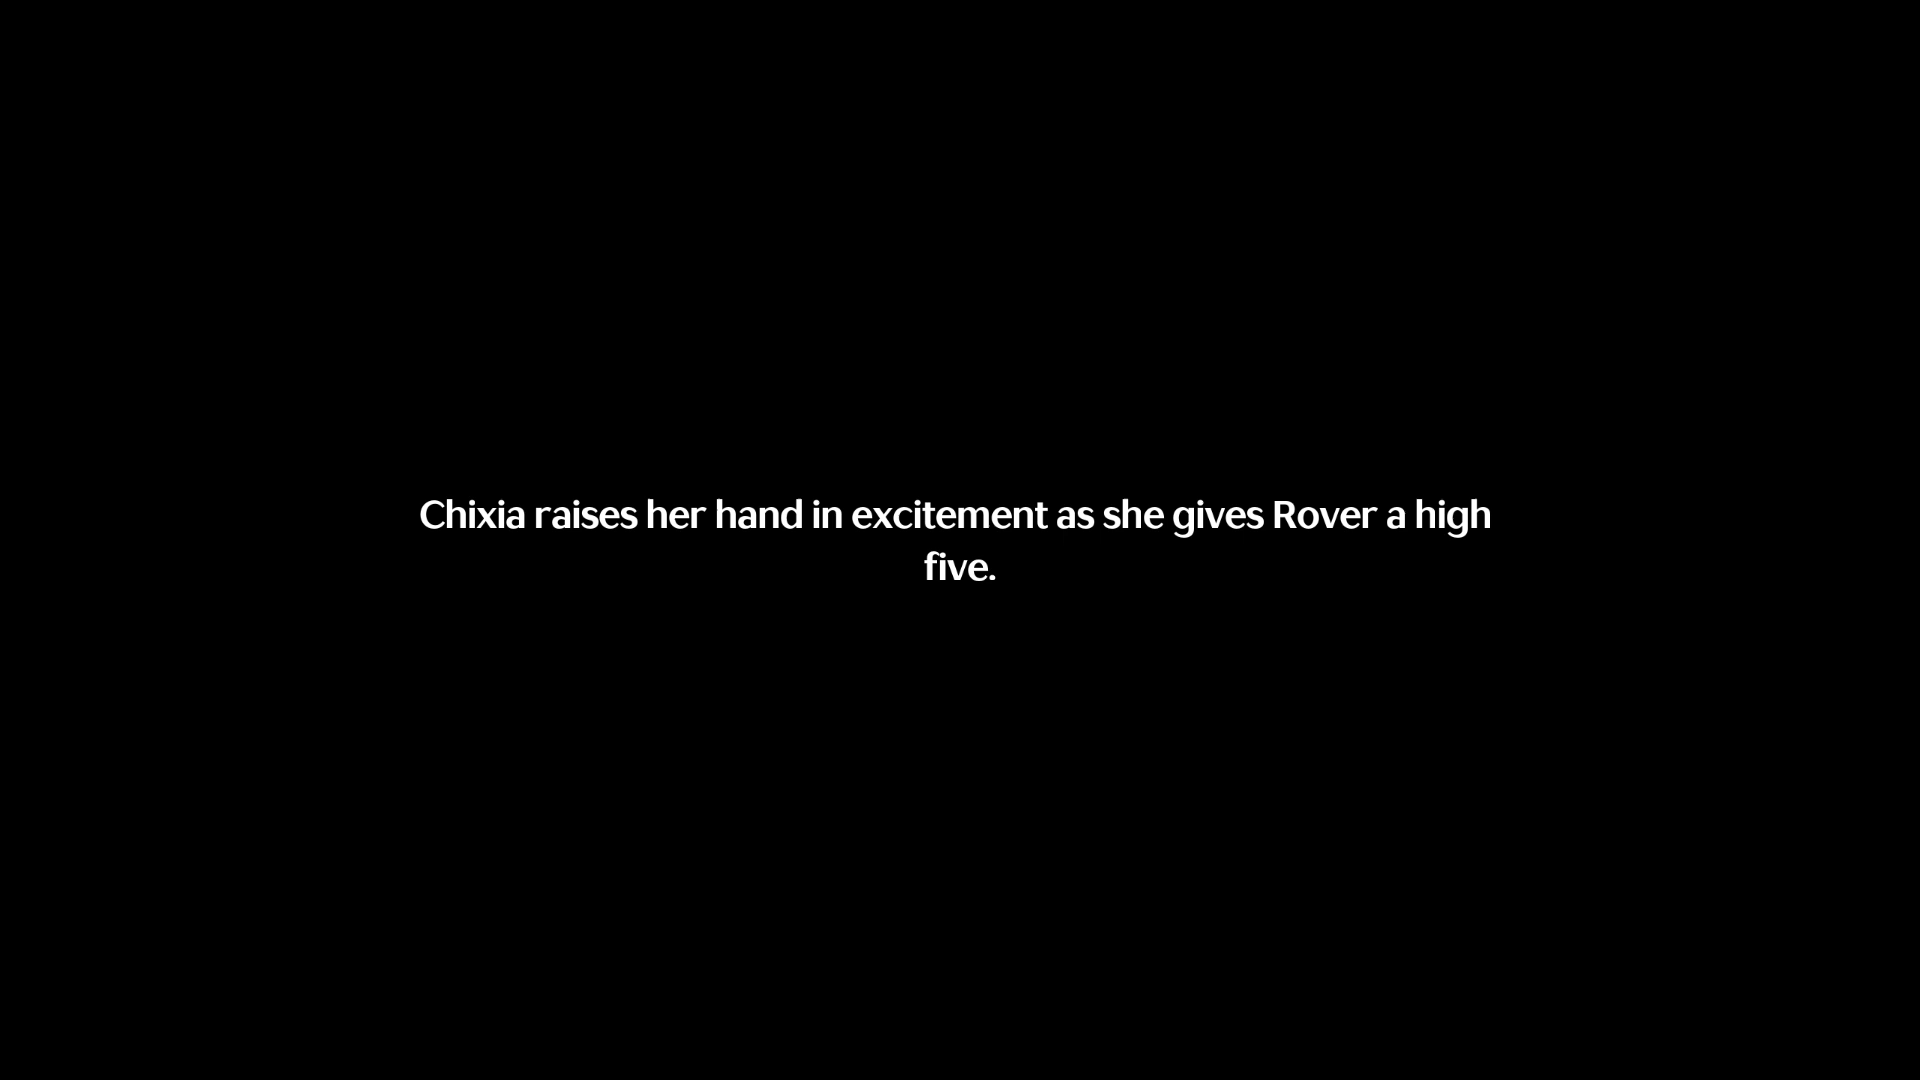 Chixia raises her hand in excitement as she gives Rover a high
five.